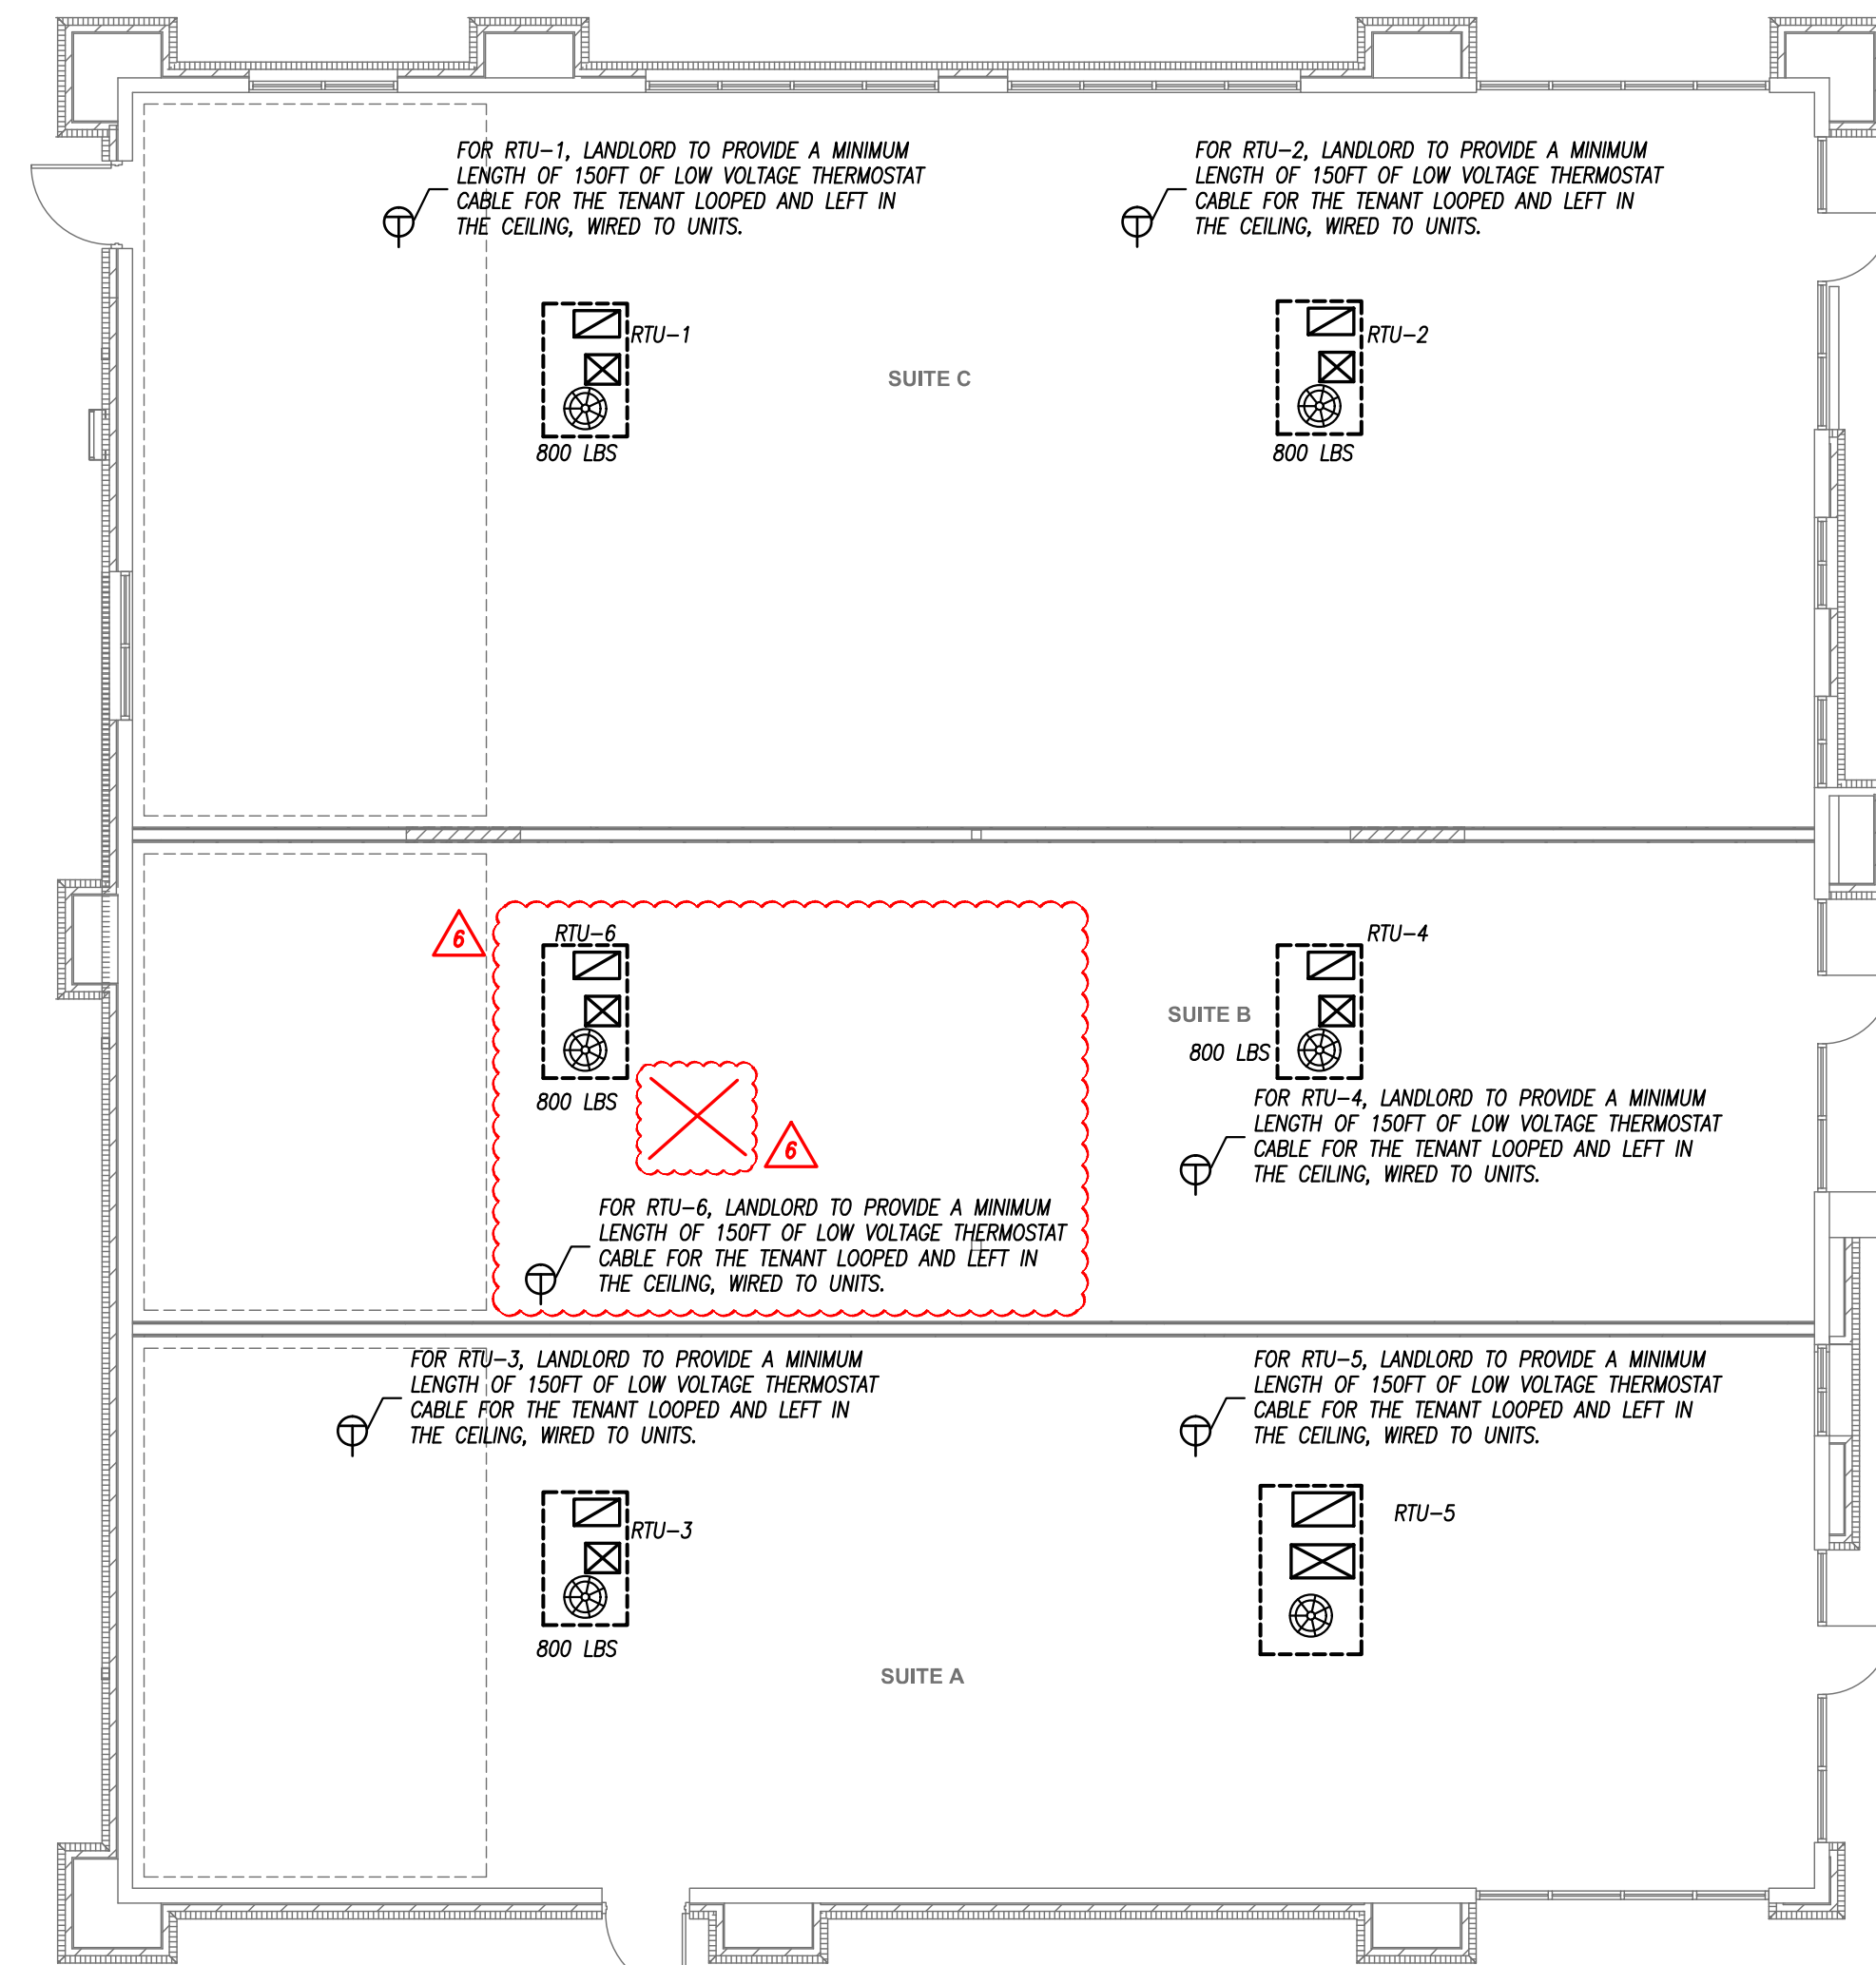 FOR RTU-1, LANDLORD TO PROVIDE A MINIMUM
LENGTH OF 150FT OF LOW VOLTAGE THERMOSTAT
CABLE FOR THE TENANT LOOPED AND LEFT IN
THE CEILING, WIRED TO UNITS.
FOR RTU-2, LANDLORD TO PROVIDE A MINIMUM
LENGTH OF 150FT OF LOW VOLTAGE THERMOSTAT
CABLE FOR THE TENANT LOOPED AND LEFT IN
THE CEILING, WIRED TO UNITS.
RTU-1
800 LBS
SUITE C
RTU-2
800 LBS
6
RTU-6
800 LBS
6
FOR RTU-6, LANDLORD TO PROVIDE A MINIMUM
LENGTH OF 150FT OF LOW VOLTAGE THERMOSTAT
CABLE FOR THE TENANT LOOPED AND LEFT IN
THE CEILING, WIRED TO UNITS.
RTU-4
SUITE B
800 LBS
FOR RTU-4, LANDLORD TO PROVIDE A MINIMUM
LENGTH OF 150FT OF LOW VOLTAGE THERMOSTAT
CABLE FOR THE TENANT LOOPED AND LEFT IN
THE CEILING, WIRED TO UNITS.
FOR RTU-3, LANDLORD TO PROVIDE A MINIMUM
LENGTH OF 150FT OF LOW VOLTAGE THERMOSTAT
CABLE FOR THE TENANT LOOPED AND LEFT IN
THE CEILING, WIRED TO UNITS.
FOR RTU-5, LANDLORD TO PROVIDE A MINIMUM
LENGTH OF 150FT OF LOW VOLTAGE THERMOSTAT
CABLE FOR THE TENANT LOOPED AND LEFT IN
THE CEILING, WIRED TO UNITS.
RTU-3
800 LBS
RTU-5
SUITE A